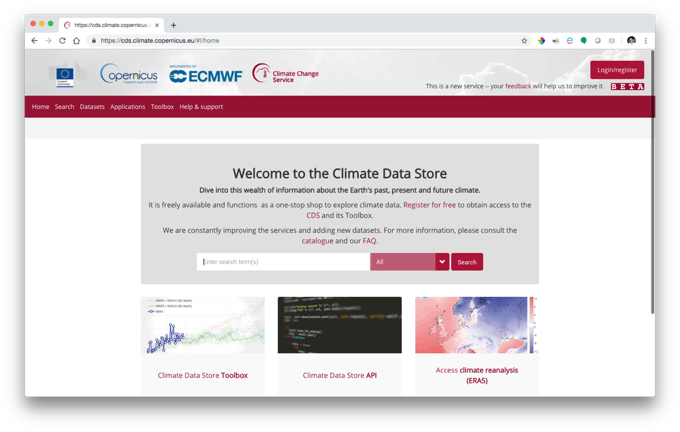 https://cds.climate.copernicus.
https://cds.climate.copernicus.eu/#!/home
opernicus
IMPLEMENTED BY
ECMWF
Climate Change
Service
Login/register
This is a new service – your feedback will help us to improve it
BETA
Home Search Datasets Applications Toolbox Help & support
Welcome to the Climate Data Store
Dive into this wealth of information about the Earth's past, present and future climate.
It is freely available and functions as a one-stop shop to explore climate data. Register for free to obtain access to the
CDS and its Toolbox.
We are constantly improving the services and adding new datasets. For more information, please consult the
catalogue and our FAQ.
Enter search term(s) All Search
Climate Data Store Toolbox
Climate Data Store API
Access climate reanalysis
(ERA5)